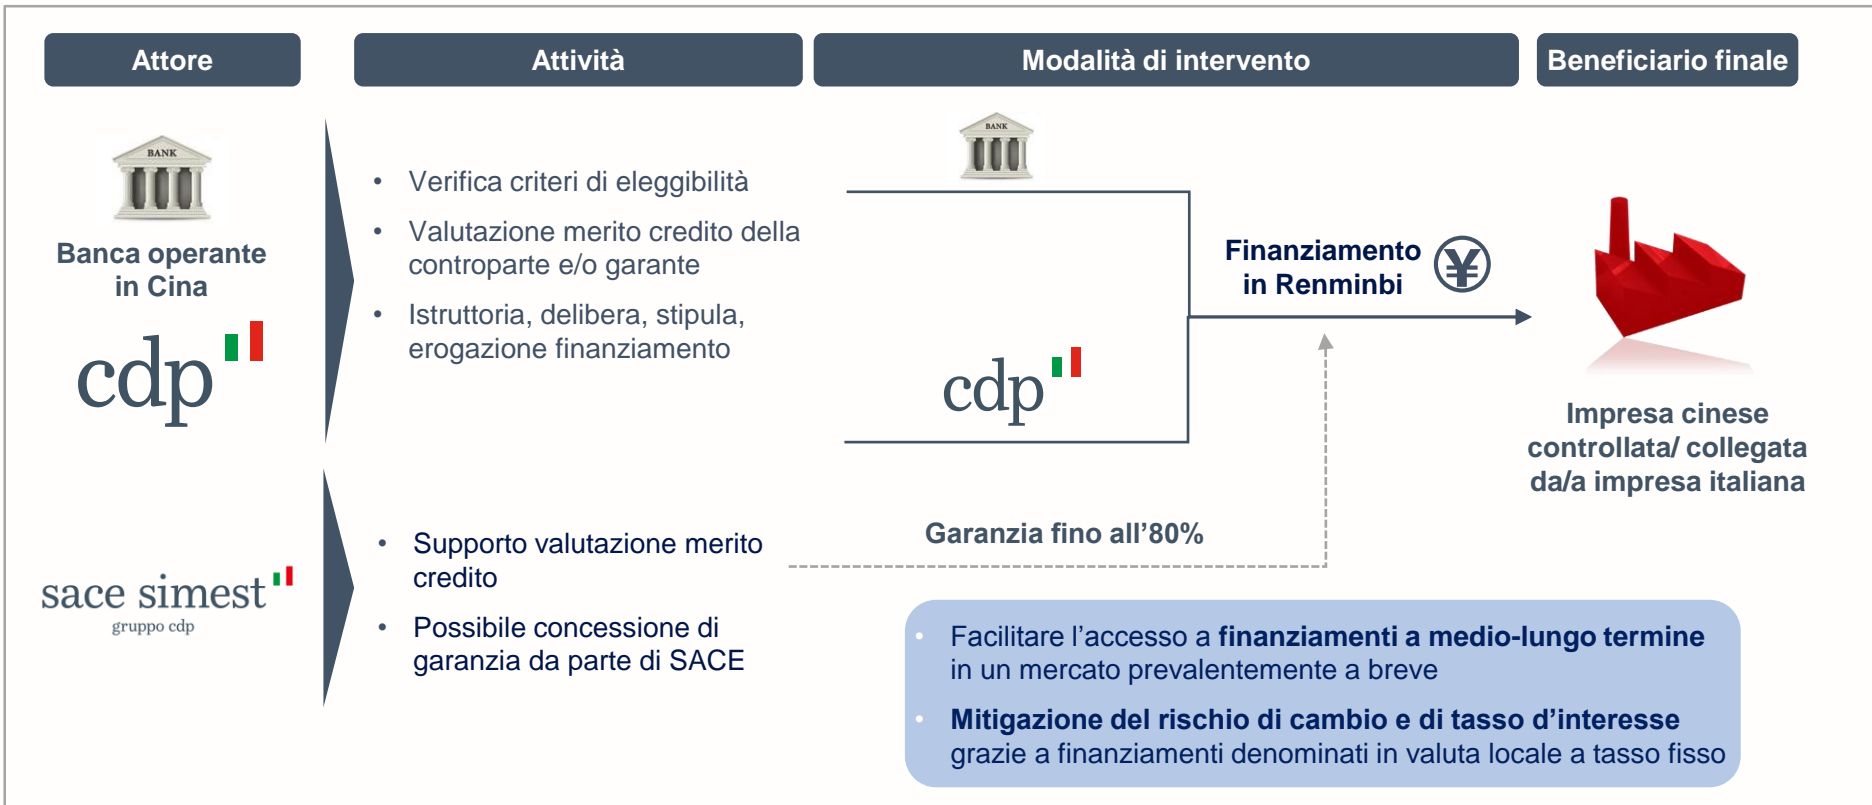 Attore
Attività
Modalità di intervento
Beneficiario finale
BANK
Banca operante
in Cina
cdp
• Verifica criteri di eleggibilità
• Valutazione merito credito della
controparte e/o garante
• Istruttoria, delibera, stipula,
erogazione finanziamento
BANK
cdp
Finanziamento
in Renminbi
¥
Impresa cinese
controllata/ collegata
da/a impresa italiana
sace simest
gruppo cdp
• Supporto valutazione merito
credito
• Possibile concessione di
garanzia da parte di SACE
Garanzia fino all’80%
• Facilitare l’accesso a finanziamenti a medio-lungo termine
in un mercato prevalentemente a breve
• Mitigazione del rischio di cambio e di tasso d’interesse
grazie a finanziamenti denominati in valuta locale a tasso fisso